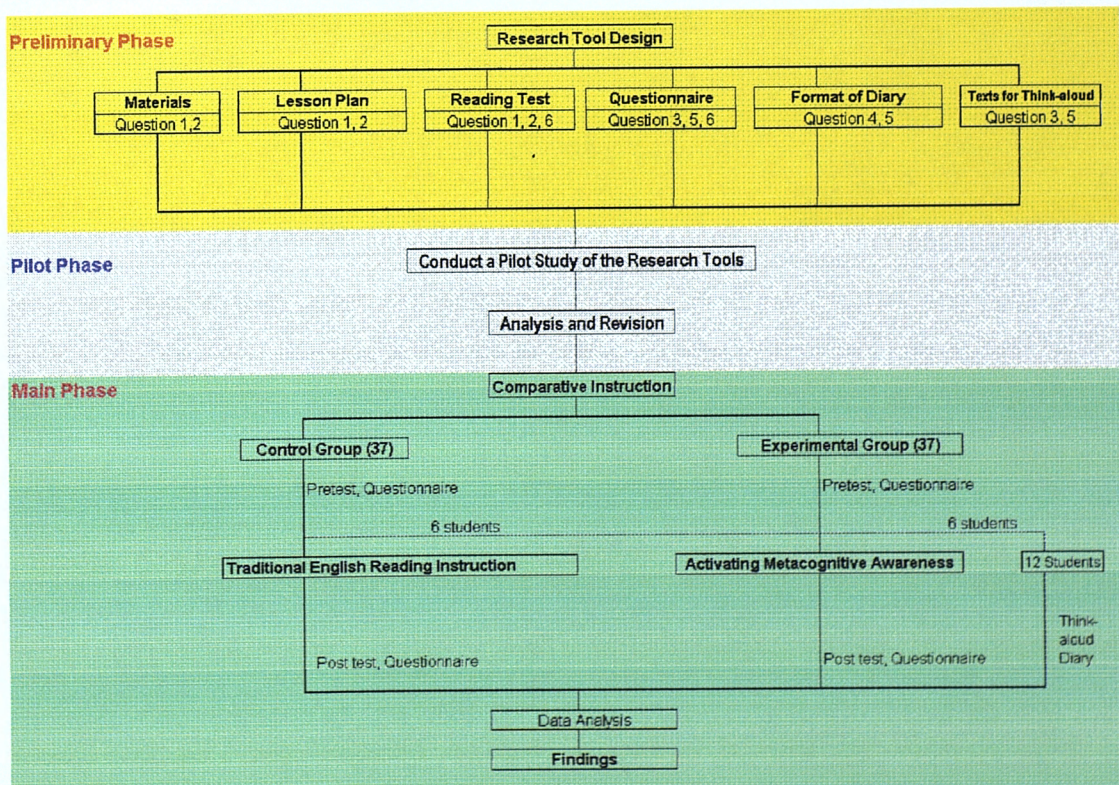 Preliminary Phase
Research Tool Design
Materials
Question 1,2
Lesson Plan
Question 1, 2
Reading Test
Question 1, 2, 6
Questionnaire
Question 3, 5, 6
Format of Diary
Question 4, 5
Texts for Think-aloud
Question 3, 5
Pilot Phase
Conduct a Pilot Study of the Research Tools
Analysis and Revision
Main Phase
Comparative Instruction
Control Group (37)
Experimental Group (37)
Pretest, Questionnaire
Pretest, Questionnaire
6 students
6 students
Traditional English Reading Instruction
Activating Metacognitive Awareness
12 Students
Think-
aloud
Diary
Post test, Questionnaire
Post test, Questionnaire
Data Analysis
Findings